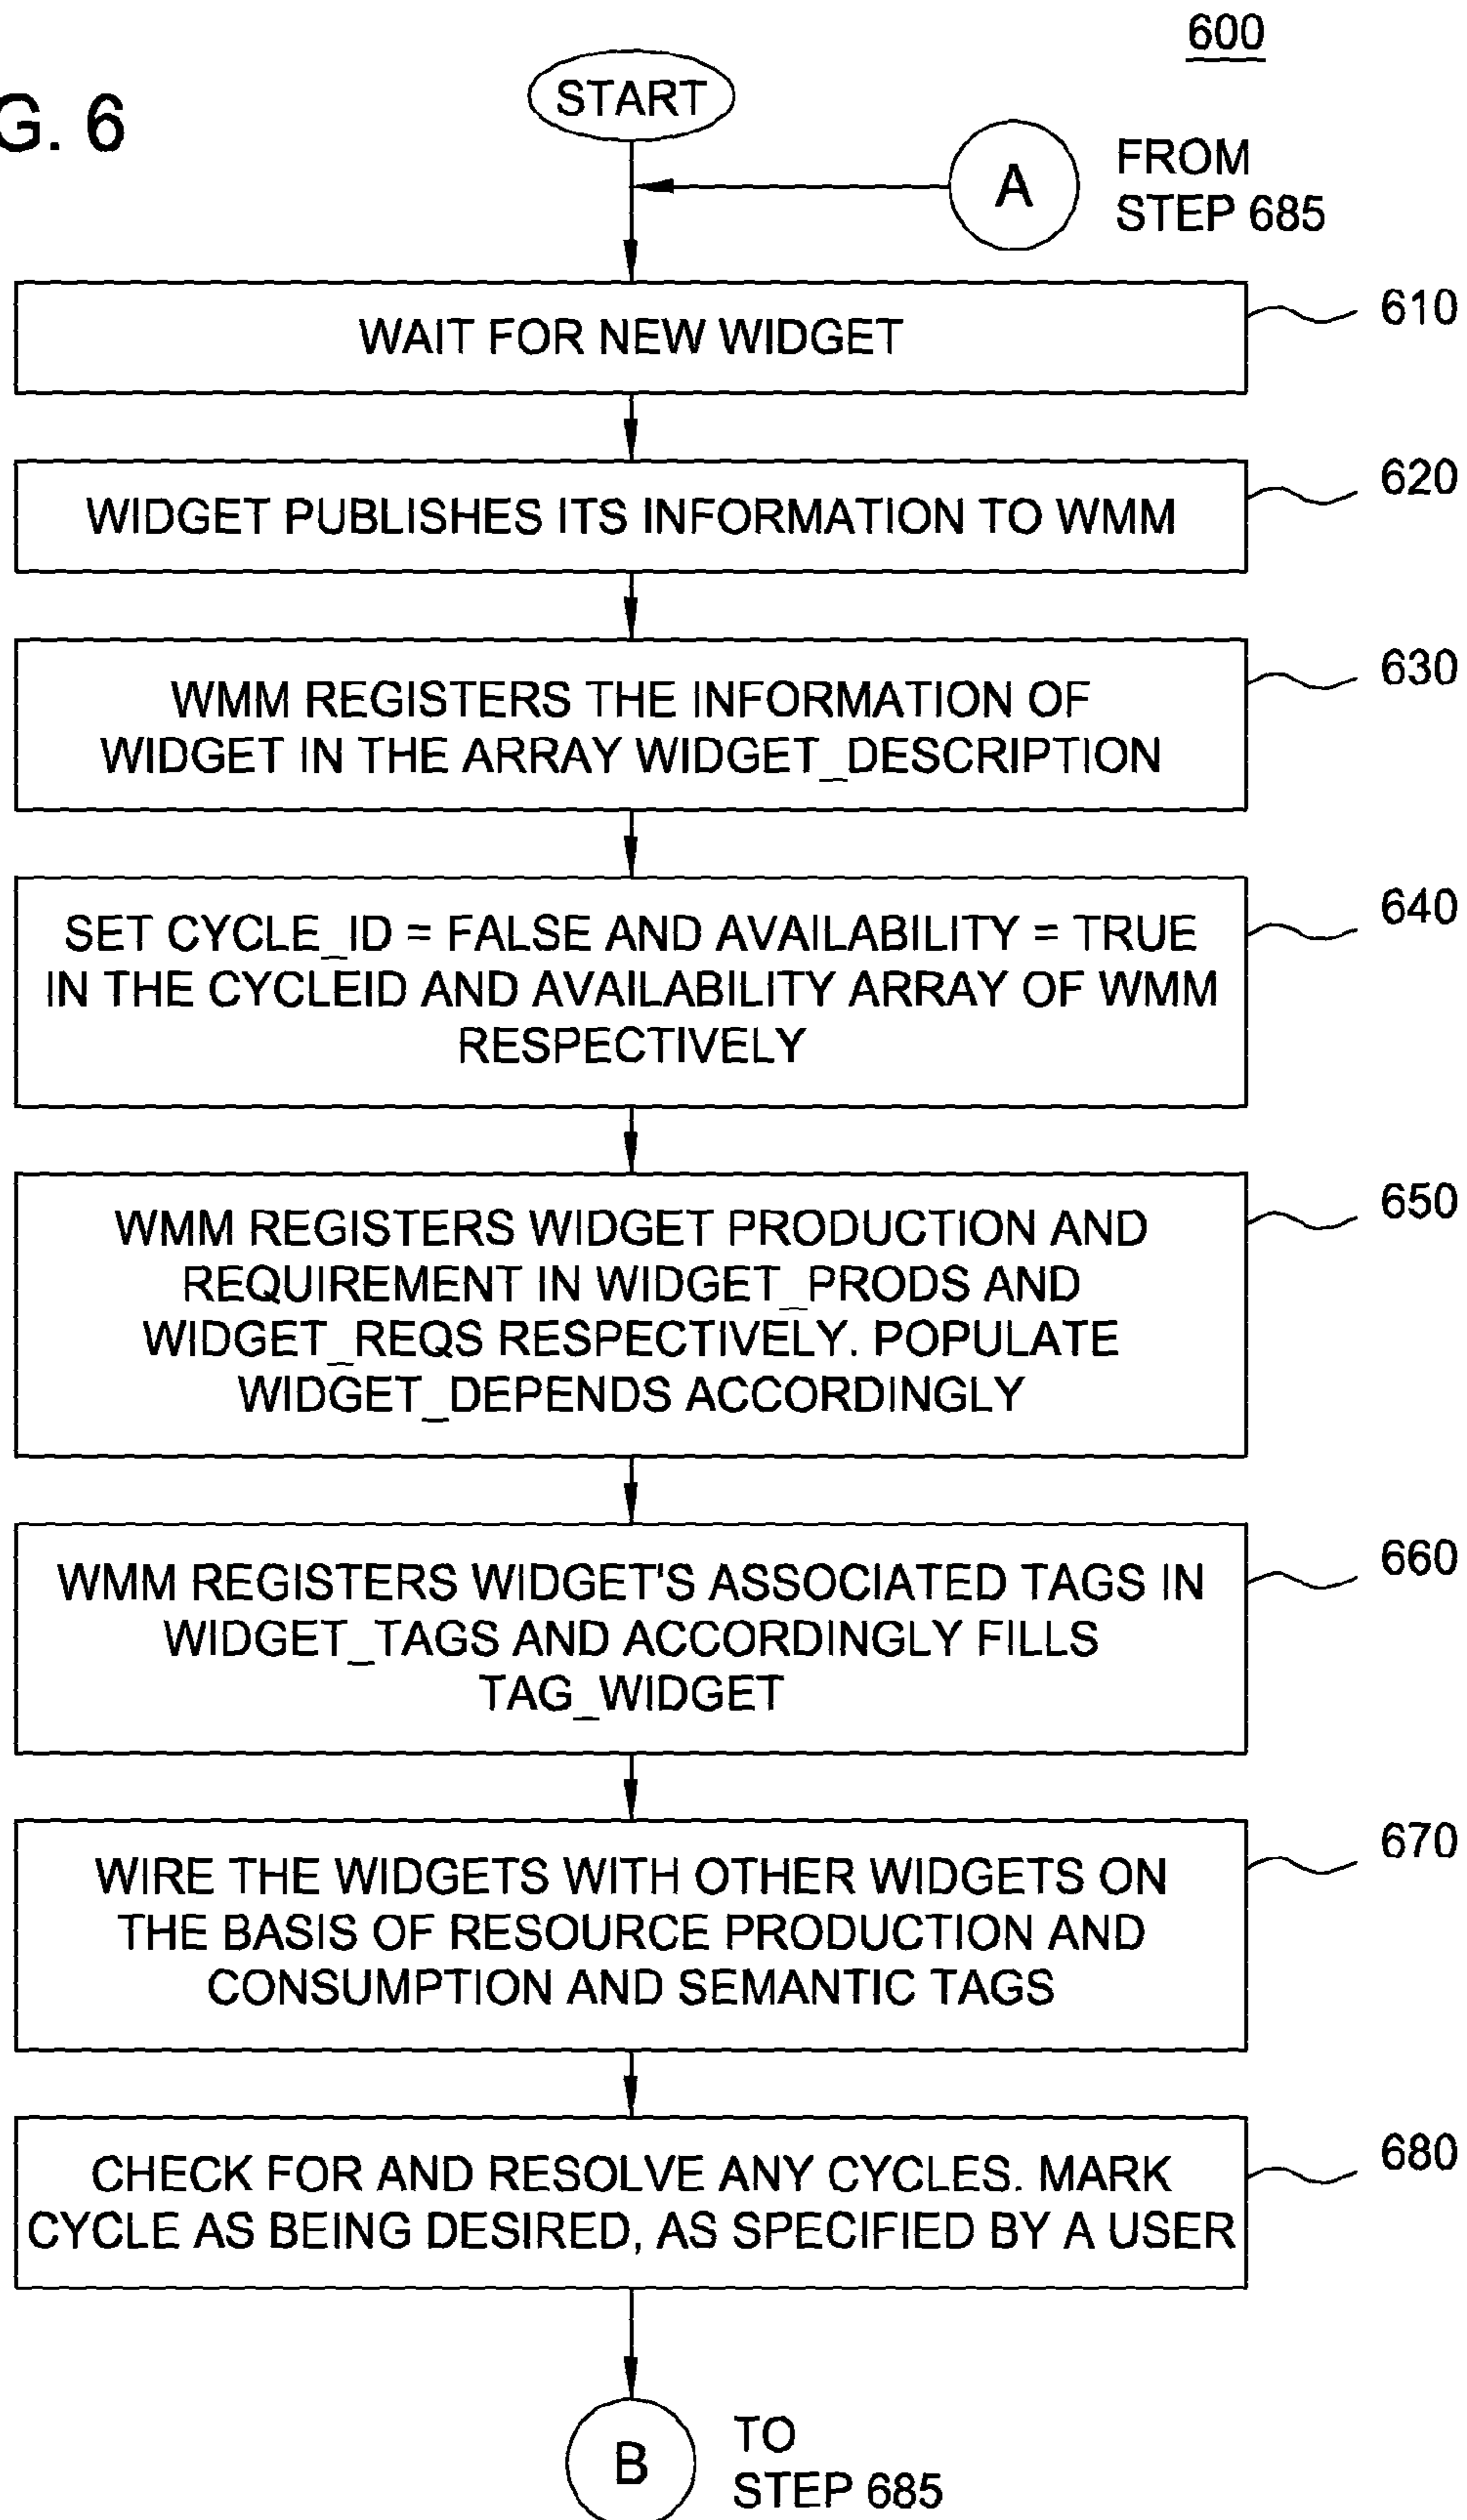 600
G. 6
START
A
FROM
STEP 685
WAIT FOR NEW WIDGET
610
WIDGET PUBLISHES ITS INFORMATION TO WMM
620
WMM REGISTERS THE INFORMATION OF
WIDGET IN THE ARRAY WIDGET_DESCRIPTION
630
SET CYCLE_ID = FALSE AND AVAILABILITY = TRUE
IN THE CYCLEID AND AVAILABILITY ARRAY OF WMM
RESPECTIVELY
640
WMM REGISTERS WIDGET PRODUCTION AND
REQUIREMENT IN WIDGET_PRODS AND
WIDGET_REQS RESPECTIVELY. POPULATE
WIDGET_DEPENDS ACCORDINGLY
650
WMM REGISTERS WIDGET'S ASSOCIATED TAGS IN
WIDGET_TAGS AND ACCORDINGLY FILLS
TAG_WIDGET
660
WIRE THE WIDGETS WITH OTHER WIDGETS ON
THE BASIS OF RESOURCE PRODUCTION AND
CONSUMPTION AND SEMANTIC TAGS
670
CHECK FOR AND RESOLVE ANY CYCLES. MARK
CYCLE AS BEING DESIRED, AS SPECIFIED BY A USER
680
B
TO
STEP 685